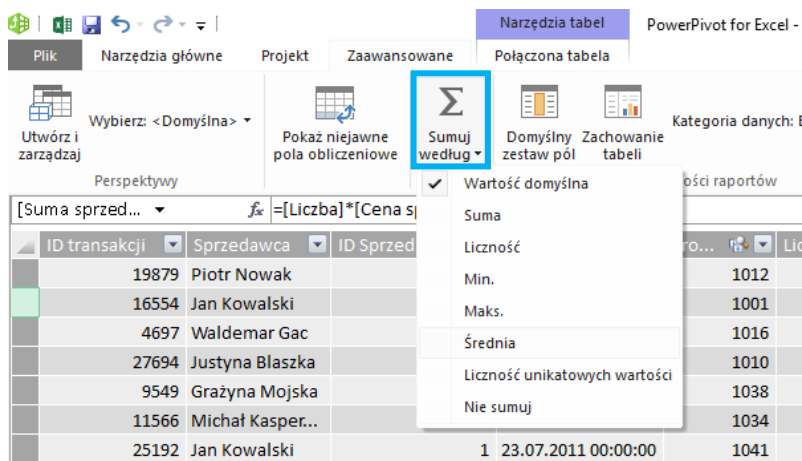 Narzędzia tabel PowerPivot for Excel -
Plik Narzędzia główne Projekt Zaawansowane Połączona tabela
Utwórz i zarządzaj
Wybierz: <Domyślna>
Pokaż niejawne pola obliczeniowe
Sumuj według
Domyślny zestaw pól
Zachowanie tabeli
Kategoria danych:
Perspektywy
ości raportów
Wartość domyślna
Suma
Liczność
Min.
Maks.
Średnia
Liczność unikatowych wartości
Nie sumuj
[Suma sprzed... fx =[Liczba]*[Cena sp
ID transakcji Sprzedawca ID Sprzed ro... Lic
19879 Piotr Nowak 1012
16554 Jan Kowalski 1001
4697 Waldemar Gac 1016
27694 Justyna Blaszka 1010
9549 Grażyna Mojska 1038
11566 Michał Kasper... 1034
25192 Jan Kowalski 1 23.07.2011 00:00:00 1041